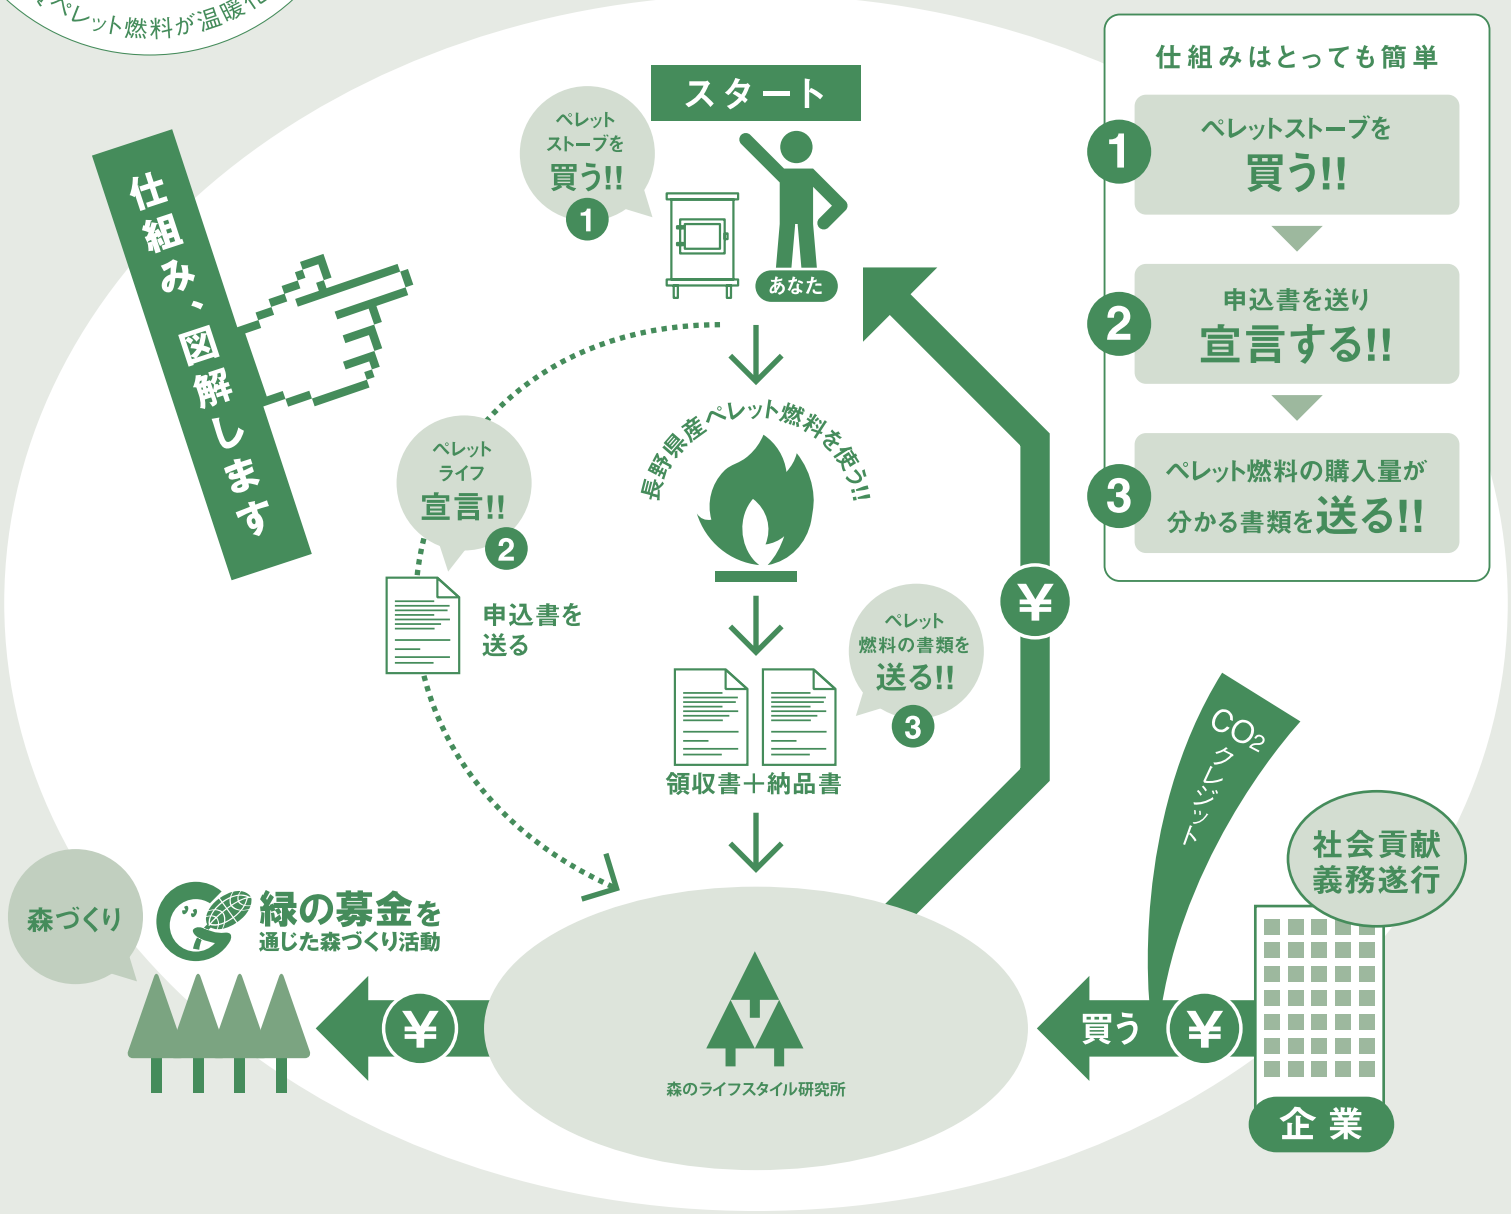 ペレット燃料が温暖
仕組み、図解します
スタート
ペレット
ストーブを
買う!!
1
あなた
長野県産ペレット燃料を使う!!
ペレット
ライフ
宣言!!
2
申込書を
送る
ペレット
燃料の書類を
送る!!
3
領収書+納品書
¥
仕組みはとっても簡単
1
ペレットストーブを
買う!!
2
申込書を送り
宣言する!!
3
ペレット燃料の購入量が
分かる書類を送る!!
CO2クレジット
社会貢献
義務遂行
企業
買う
¥
森のライフスタイル研究所
¥
緑の募金を
通じた森づくり活動
森づくり